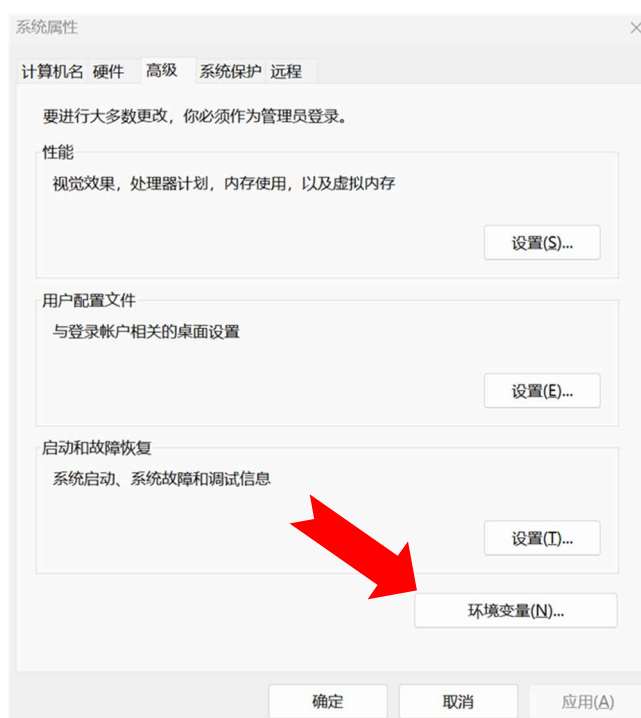 系统属性
计算机名 硬件 高级 系统保护 远程
要进行大多数更改，你必须作为管理员登录。
性能
视觉效果，处理器计划，内存使用，以及虚拟内存
设置(S)...
用户配置文件
与登录帐户相关的桌面设置
设置(E)...
启动和故障恢复
系统启动、系统故障和调试信息
设置(T)...
环境变量(N)...
确定 取消 应用(A)